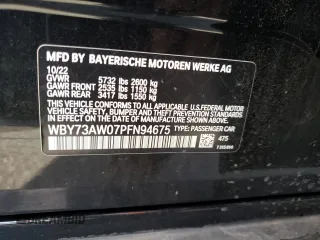 MFD BY BAYERISCHE MOTOREN WERKE AG
10/22
GVWR 5732 lbs 2600 kg
GAWR FRONT 2535 lbs 1150 kg
GAWR REAR 3417 lbs 1550 kg
THIS VEHICLE CONFORMS TO ALL APPLICABLE
U.S. FEDERAL MOTOR VEHICLE SAFETY, BUMPER, AND
THEFT PREVENTION STANDARDS IN EFFECT ON THE
DATE OF MANUFACTURE SHOWN ABOVE.
WBY73AW07PFN94675 TYPE: PASSENGER CAR
475